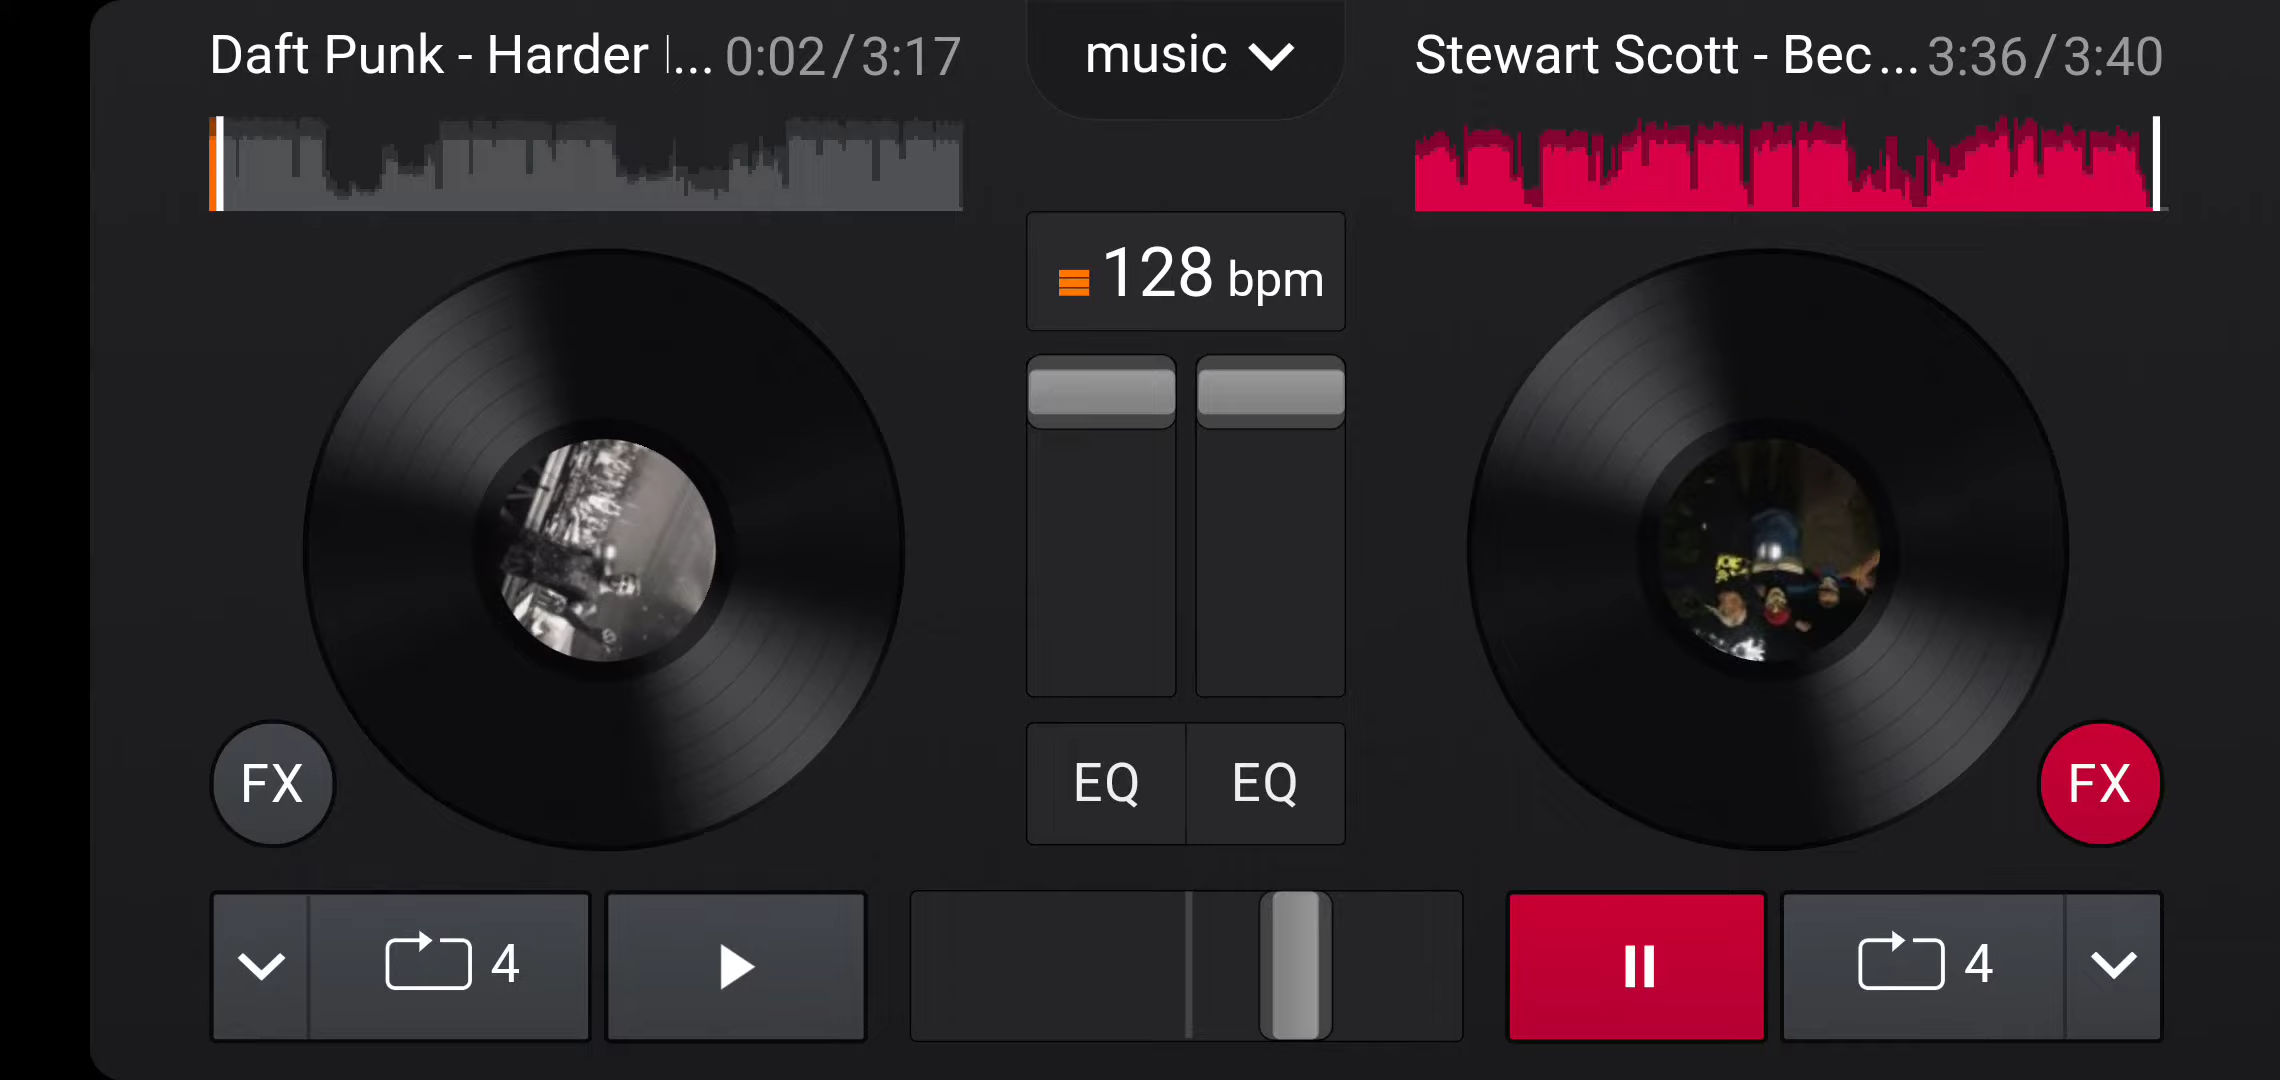 Daft Punk - Harder l... 0:02/3:17
music
Stewart Scott - Bec... 3:36/3:40
128 bpm
FX
EQ EQ
FX
4
4